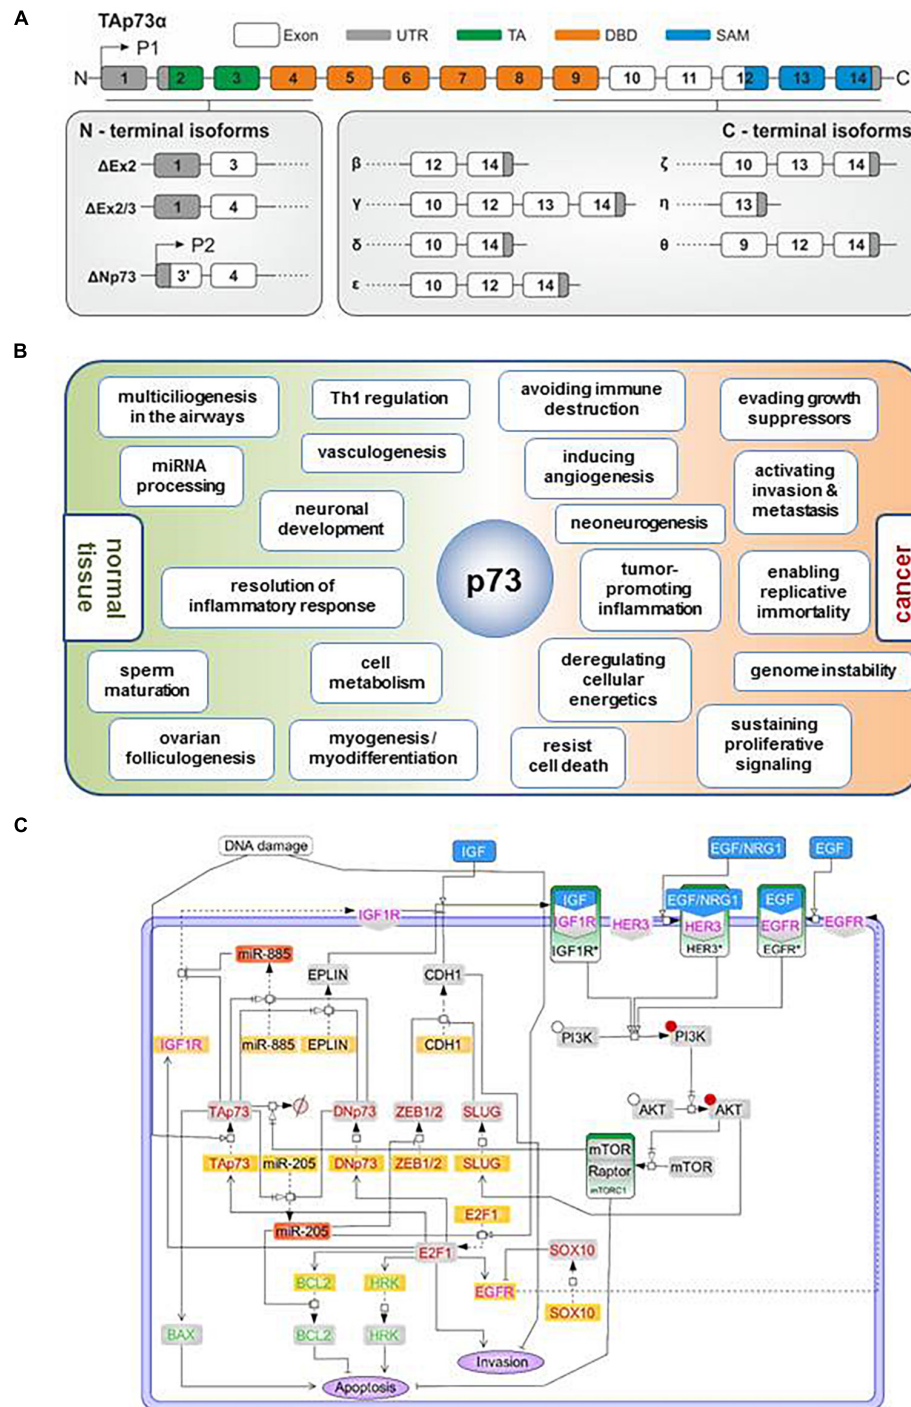 A
TAp73α
P1
Exon
UTR
TA
DBD
SAM
N 1 2 3 4 5 6 7 8 9 10 11 12 13 14 C
N - terminal isoforms
ΔEx2 1 3
ΔEx2/3 1 4
P2
ΔNp73 3' 4
C - terminal isoforms
β 12 14
γ 10 12 13 14
δ 10 14
ε 10 12 14
ζ 10 13 14
η 13
θ 9 12 14
B
normal
tissue
multiciliogenesis
in the airways
Th1 regulation
miRNA
processing
vasculogenesis
neuronal
development
resolution of
inflammatory response
sperm
maturation
cell
metabolism
ovarian
folliculogenesis
myogenesis /
myodifferentiation
p73
avoiding immune
destruction
evading growth
suppressors
inducing
angiogenesis
activating
invasion &
metastasis
neoneurogenesis
tumor-
promoting
inflammation
enabling
replicative
immortality
deregulating
cellular
energetics
genome instability
resist
cell death
sustaining
proliferative
signaling
cancer
C
DNA damage
IGF
EGF/NRG1
EGF
IGF1R
IGF
IGF1R
IGF1R*
HER3
EGF/NRG1
HER3
HER3*
EGF
EGFR
EGFR*
EGFR
miR-885
EPLIN
CDH1
IGF1R
miR-885
EPLIN
CDH1
PI3K
PI3K
TAp73
DNp73
ZEB1/2
SLUG
AKT
AKT
TAp73
miR-205
DNp73
ZEB1/2
SLUG
mTOR
Raptor
mTORC1
mTOR
miR-205
E2F1
E2F1
SOX10
BCL2
HRK
EGFR
SOX10
BAX
BCL2
HRK
Invasion
Apoptosis